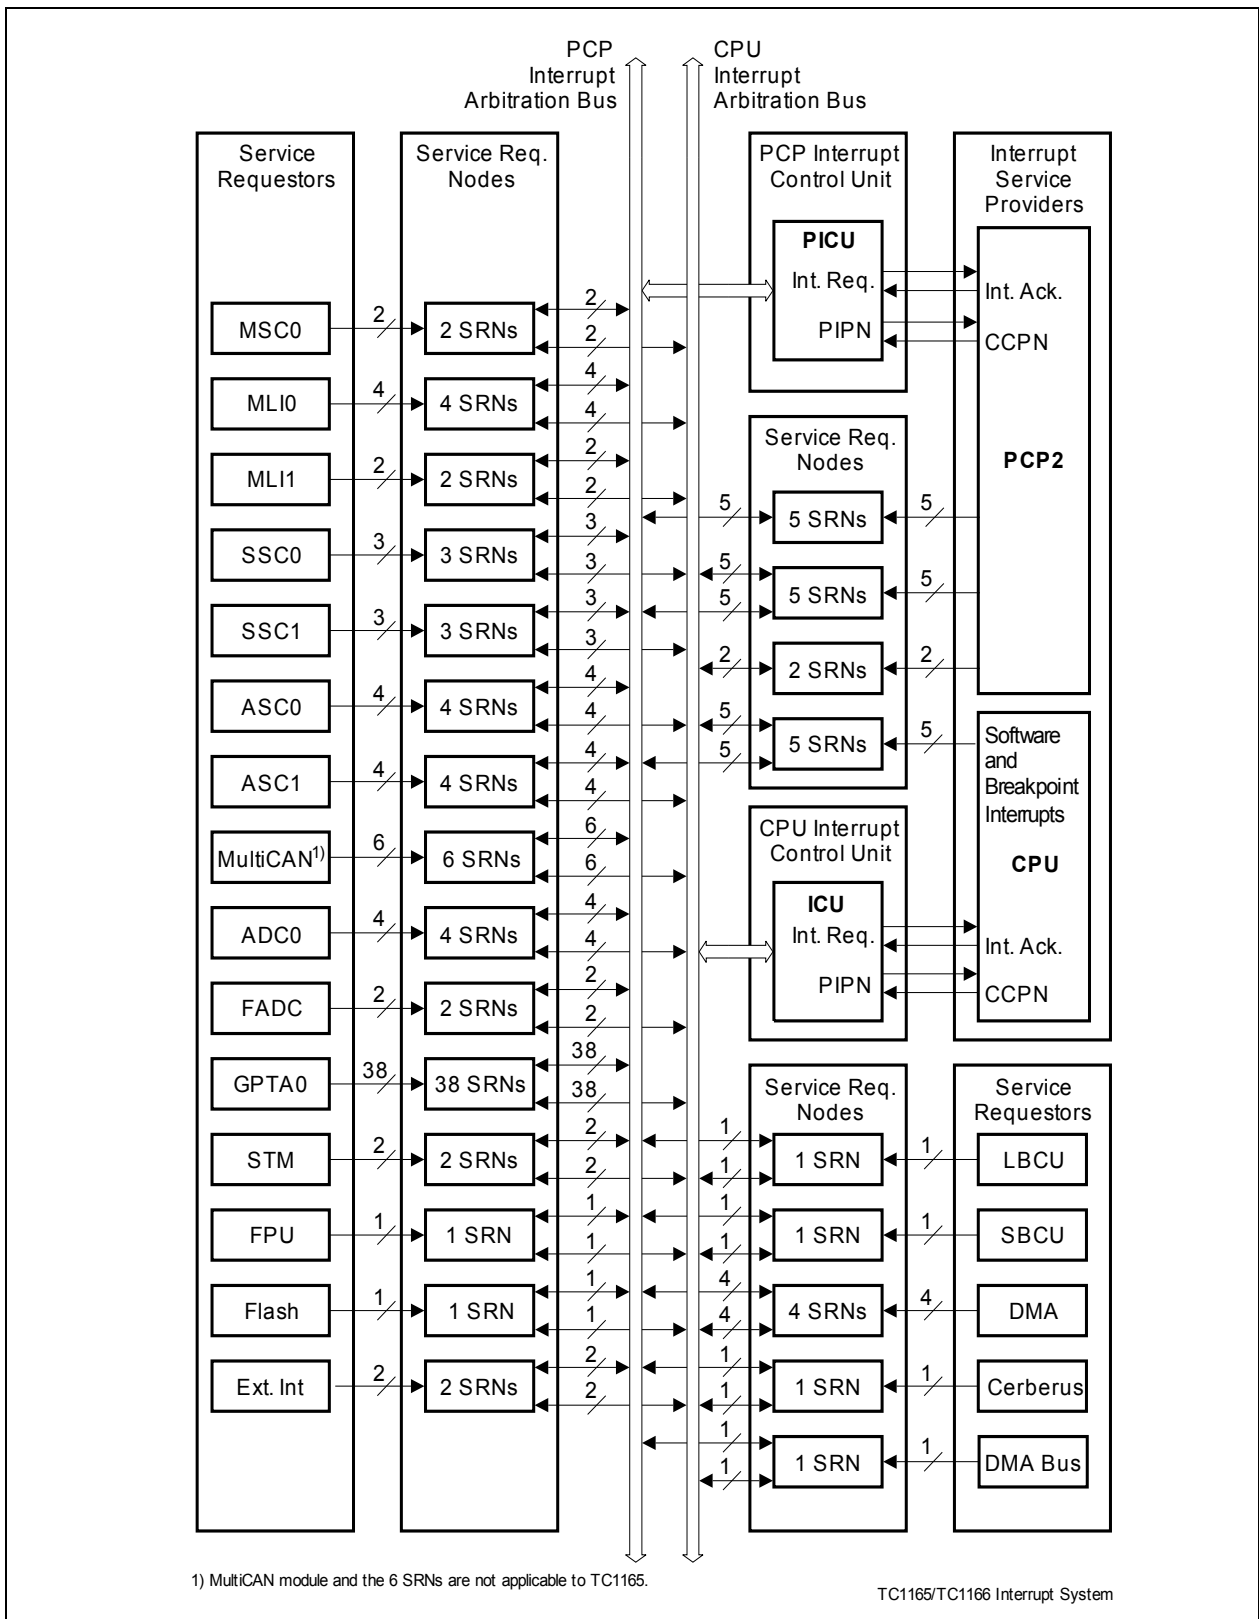 PCP
Interrupt
Arbitration Bus
CPU
Interrupt
Arbitration Bus
Service
Requestors
Service Req.
Nodes
MSC0
2
2 SRNs
2
2
MLI0
4
4 SRNs
4
4
MLI1
2
2 SRNs
2
2
SSC0
3
3 SRNs
3
3
SSC1
3
3 SRNs
3
3
ASC0
4
4 SRNs
4
4
ASC1
4
4 SRNs
4
4
MultiCAN1)
6
6 SRNs
6
6
ADC0
4
4 SRNs
4
4
FADC
2
2 SRNs
2
2
GPTA0
38
38 SRNs
38
38
STM
2
2 SRNs
2
2
FPU
1
1 SRN
1
1
Flash
1
1 SRN
1
1
Ext. Int
2
2 SRNs
2
2
PCP Interrupt
Control Unit
PICU
Int. Req.
PIPN
Interrupt
Service
Providers
Int. Ack.
CCPN
PCP2
Service Req.
Nodes
5
5 SRNs
5
5
5
5 SRNs
5
2
2 SRNs
2
5
5
5 SRNs
5
Software
and
Breakpoint
Interrupts
CPU
CPU Interrupt
Control Unit
ICU
Int. Req.
PIPN
Int. Ack.
CCPN
Service Req.
Nodes
Service
Requestors
1
1
1 SRN
1
LBCU
1
1
1 SRN
1
SBCU
4
4
4 SRNs
4
DMA
1
1
1 SRN
1
Cerberus
1
1
1 SRN
1
DMA Bus
1) MultiCAN module and the 6 SRNs are not applicable to TC1165.
TC1165/TC1166 Interrupt System